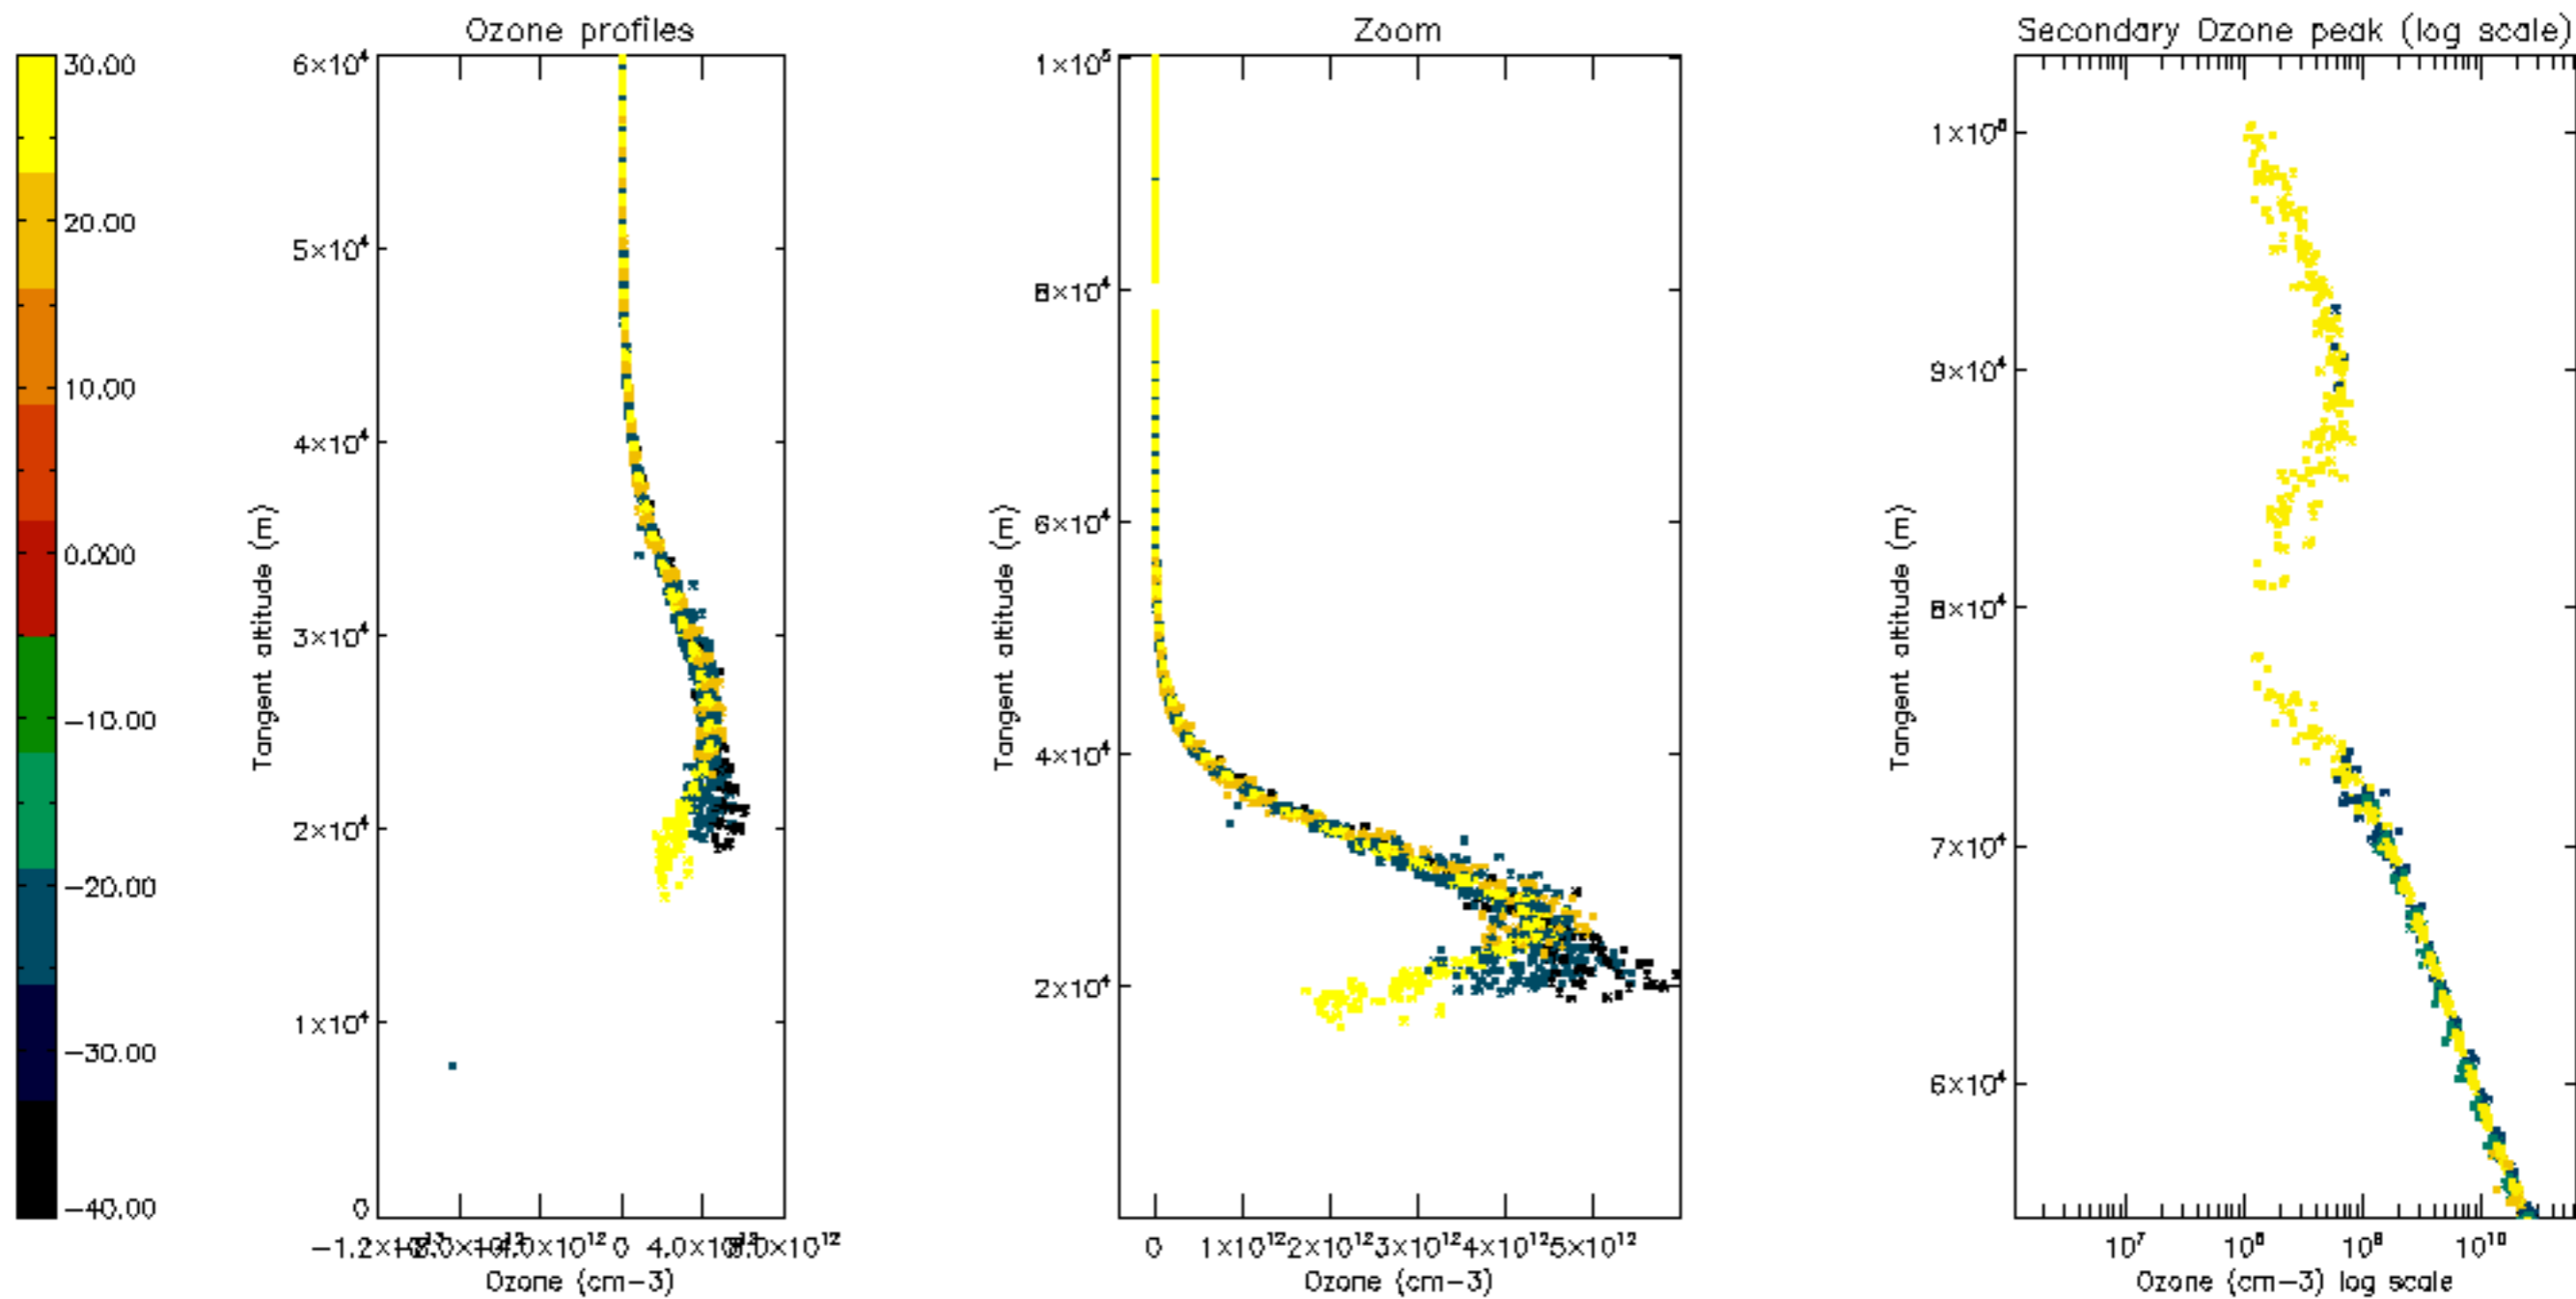 Ozone profiles
Zoom
Secondary Ozone peak (log scale)
30.00
20.00
10.00
0.000
−10.00
−20.00
−30.00
−40.00
6×10⁴
5×10⁴
4×10⁴
3×10⁴
2×10⁴
1×10⁴
0
Tangent altitude (m)
0
Ozone (cm−3)
1×10⁵
8×10⁴
6×10⁴
4×10⁴
2×10⁴
Tangent altitude (m)
0 1×10¹² 2×10¹² 3×10¹² 4×10¹² 5×10¹²
Ozone (cm−3)
9×10⁴
8×10⁴
7×10⁴
6×10⁴
Tangent altitude (m)
10⁷ 10⁸ 10⁹ 10¹⁰
Ozone (cm−3) log scale